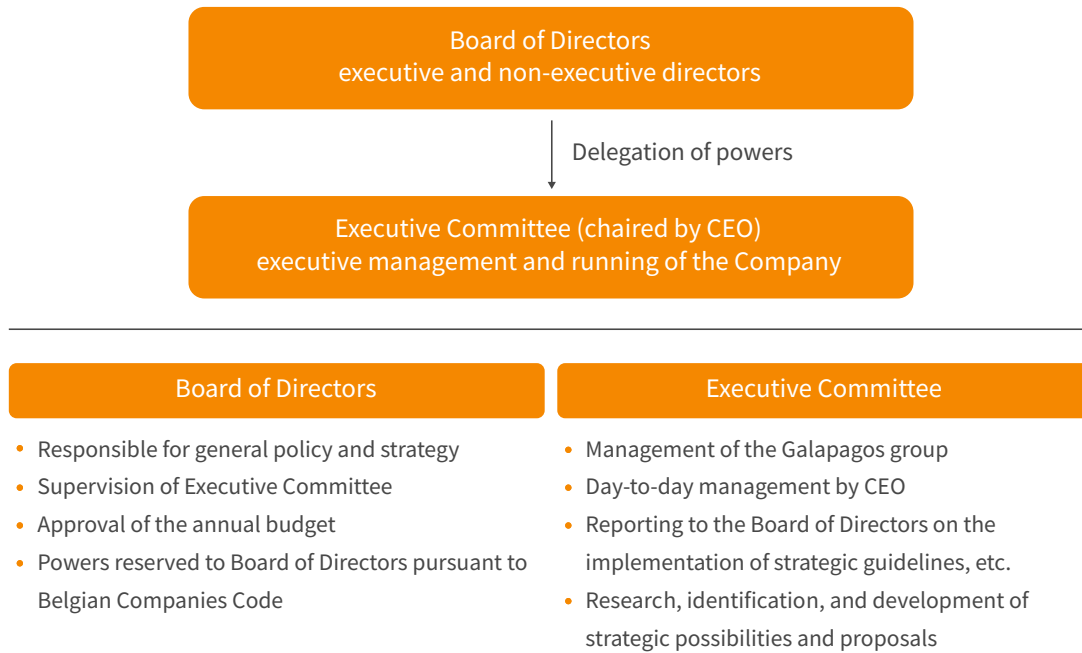 Board of Directors
executive and non-executive directors
Delegation of powers
Executive Committee (chaired by CEO)
executive management and running of the Company
Board of Directors
• Responsible for general policy and strategy
• Supervision of Executive Committee
• Approval of the annual budget
• Powers reserved to Board of Directors pursuant to
Belgian Companies Code
Executive Committee
• Management of the Galapagos group
• Day-to-day management by CEO
• Reporting to the Board of Directors on the
implementation of strategic guidelines, etc.
• Research, identification, and development of
strategic possibilities and proposals